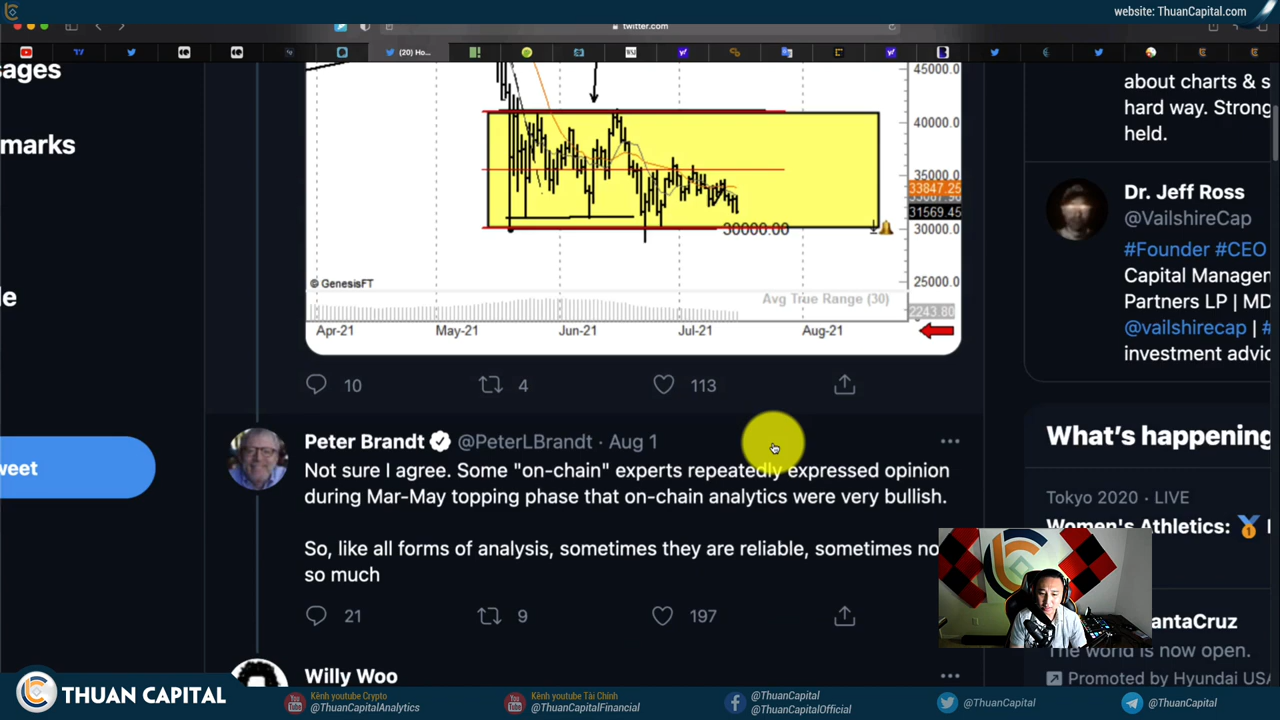 website: ThuanCapital.com
twitter.com
(20) Ho...
sages
marks
le
weet
45000.0
40000.0
35000.0
33847.25
31569.45
30000.0
30000.00
25000.0
© GenesisFT
Avg True Range (30)
2243.80
Apr-21
May-21
Jun-21
Jul-21
Aug-21
10
4
113
Peter Brandt @PeterLBrandt · Aug 1
Not sure I agree. Some "on-chain" experts repeatedly expressed opinion
during Mar-May topping phase that on-chain analytics were very bullish.
So, like all forms of analysis, sometimes they are reliable, sometimes no
so much
21
9
197
Willy Woo
about charts & s
hard way. Strong
held.
Dr. Jeff Ross
@VailshireCap
#Founder #CEO
Capital Managem
Partners LP | MD
@vailshirecap | #
investment advic
What's happening
Tokyo 2020 · LIVE
Women's Athletics:
antaCruz
The world is now open.
Promoted by Hyundai USA
THUAN CAPITAL
Kênh youtube Crypto
@ThuanCapitalAnalytics
Kênh youtube Tài Chính
@ThuanCapitalFinancial
@ThuanCapital
@ThuanCapitalOfficial
@ThuanCapital
@ThuanCapital